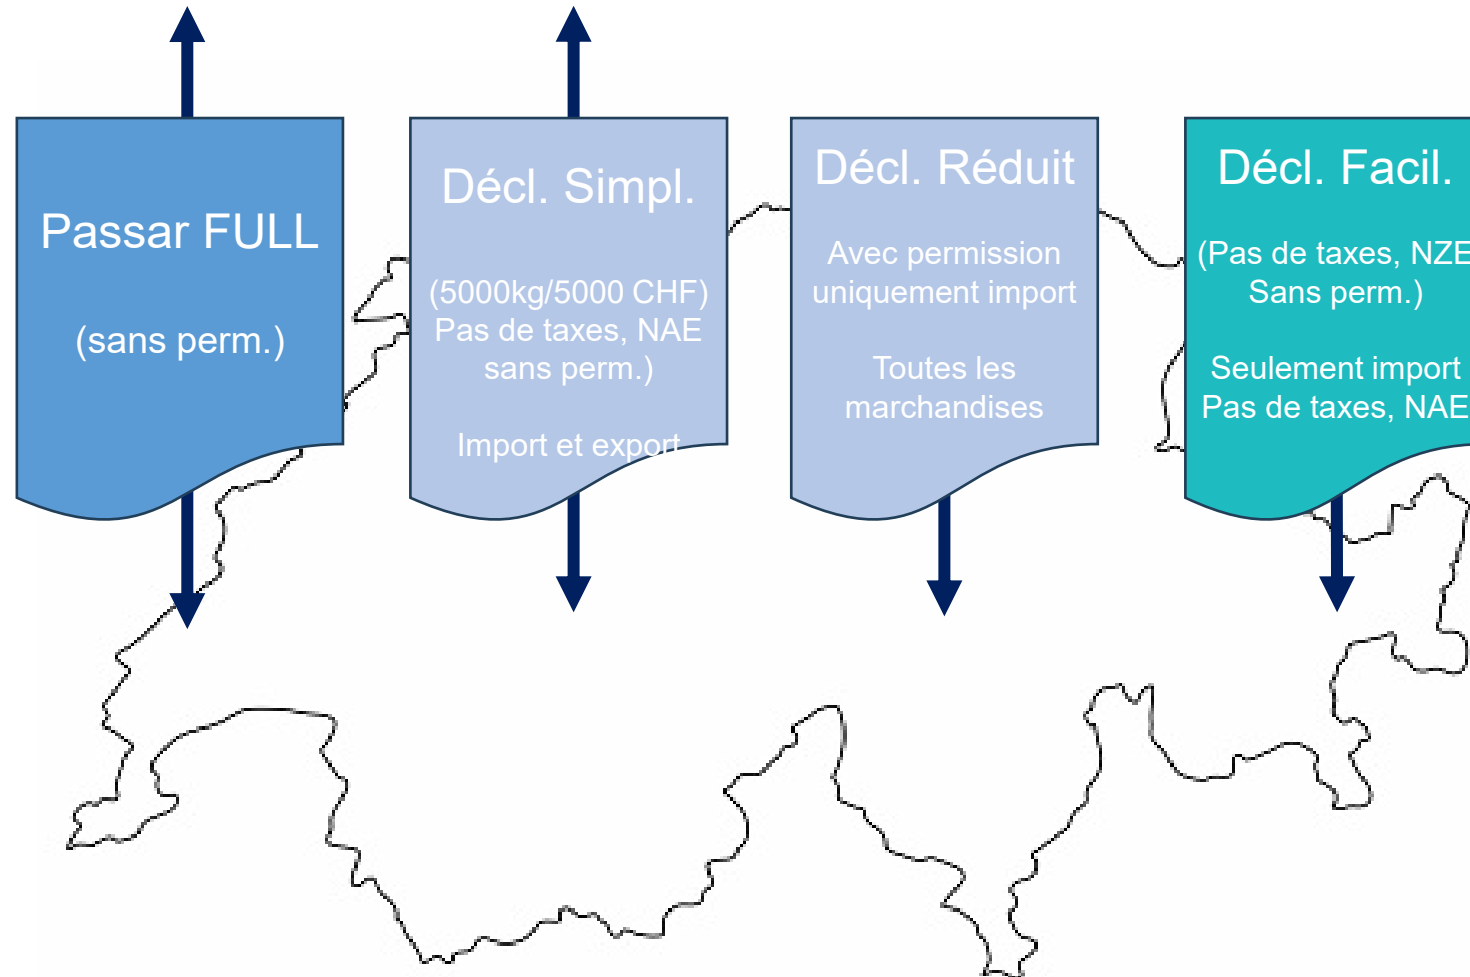 Passar FULL
(sans perm.)
Décl. Simpl.
(5000kg/5000 CHF)
Pas de taxes, NAE
sans perm.)
Import et export
Décl. Réduit
Avec permission
uniquement import
Toutes les
marchandises
Décl. Facil.
(Pas de taxes, NZE
Sans perm.)
Seulement import
Pas de taxes, NAE